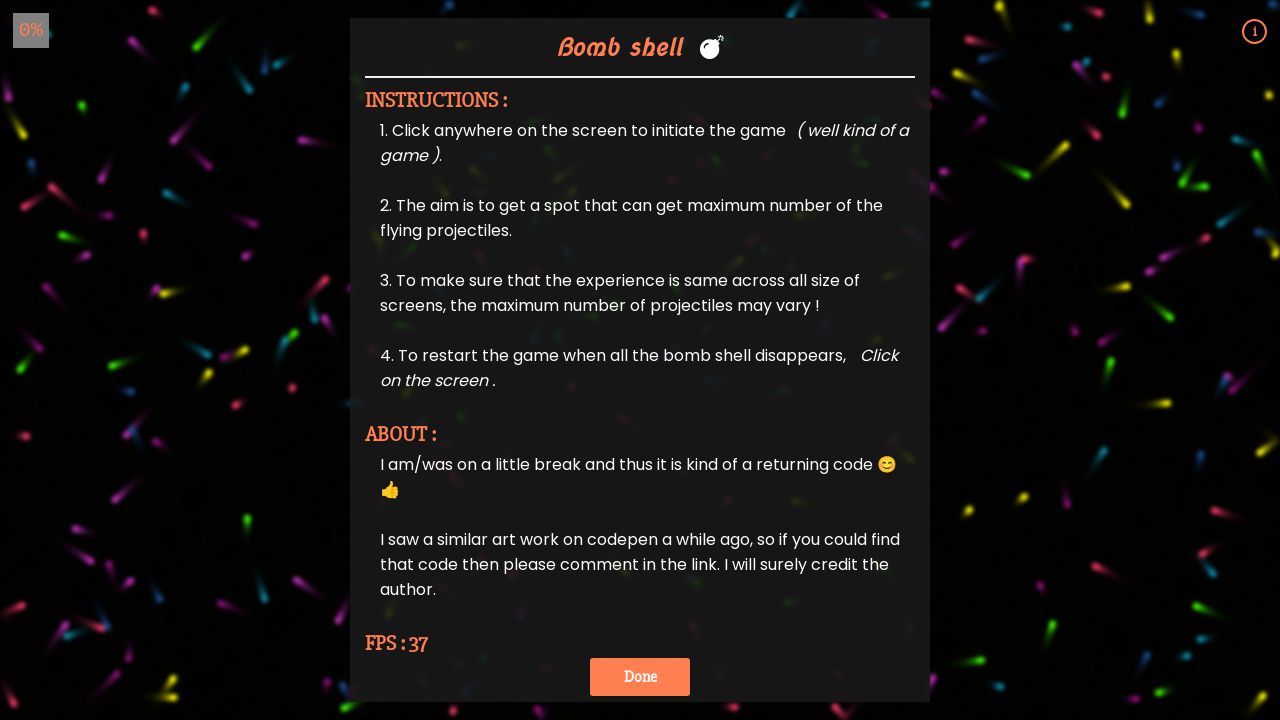 0%
i
Bomb shell 💣
INSTRUCTIONS :
1. Click anywhere on the screen to initiate the game ( well kind of a
game ).
2. The aim is to get a spot that can get maximum number of the
flying projectiles.
3. To make sure that the experience is same across all size of
screens, the maximum number of projectiles may vary !
4. To restart the game when all the bomb shell disappears, Click
on the screen .
ABOUT :
I am/was on a little break and thus it is kind of a returning code 😊
👍
I saw a similar art work on codepen a while ago, so if you could find
that code then please comment in the link. I will surely credit the
author.
FPS : 37
Done